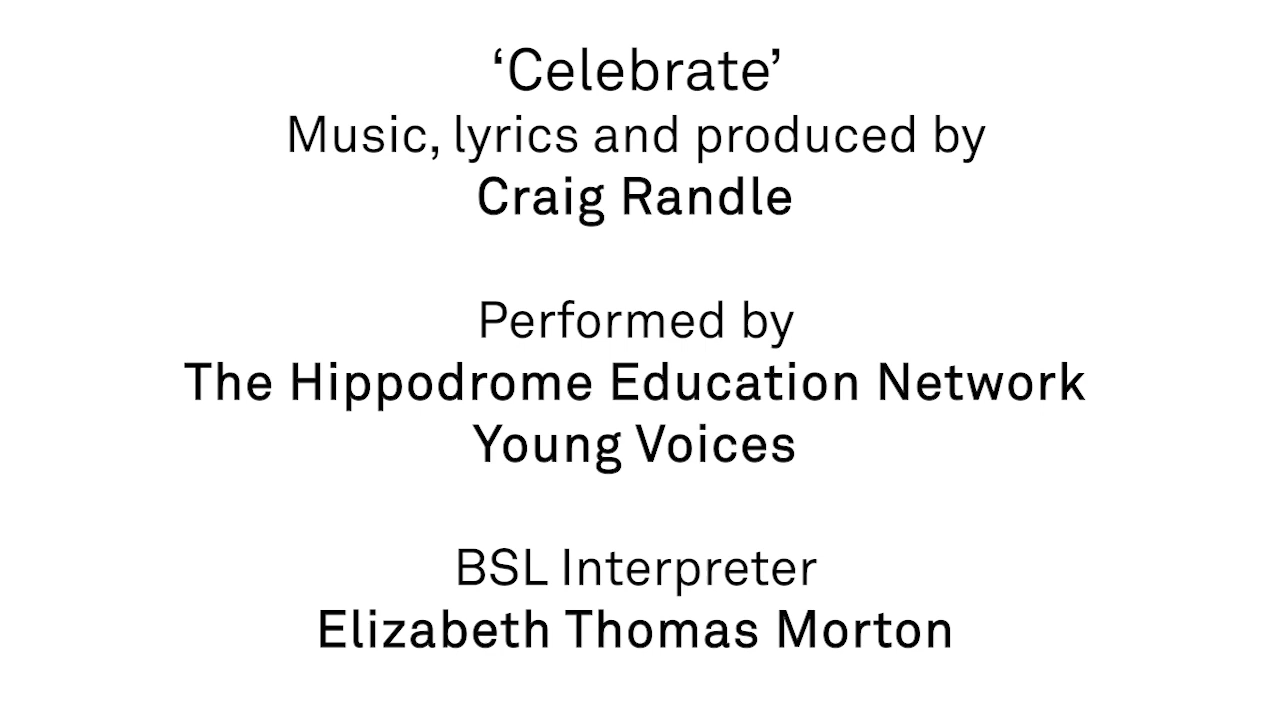 ‘Celebrate’
Music, lyrics and produced by
Craig Randle
Performed by
The Hippodrome Education Network
Young Voices
BSL Interpreter
Elizabeth Thomas Morton